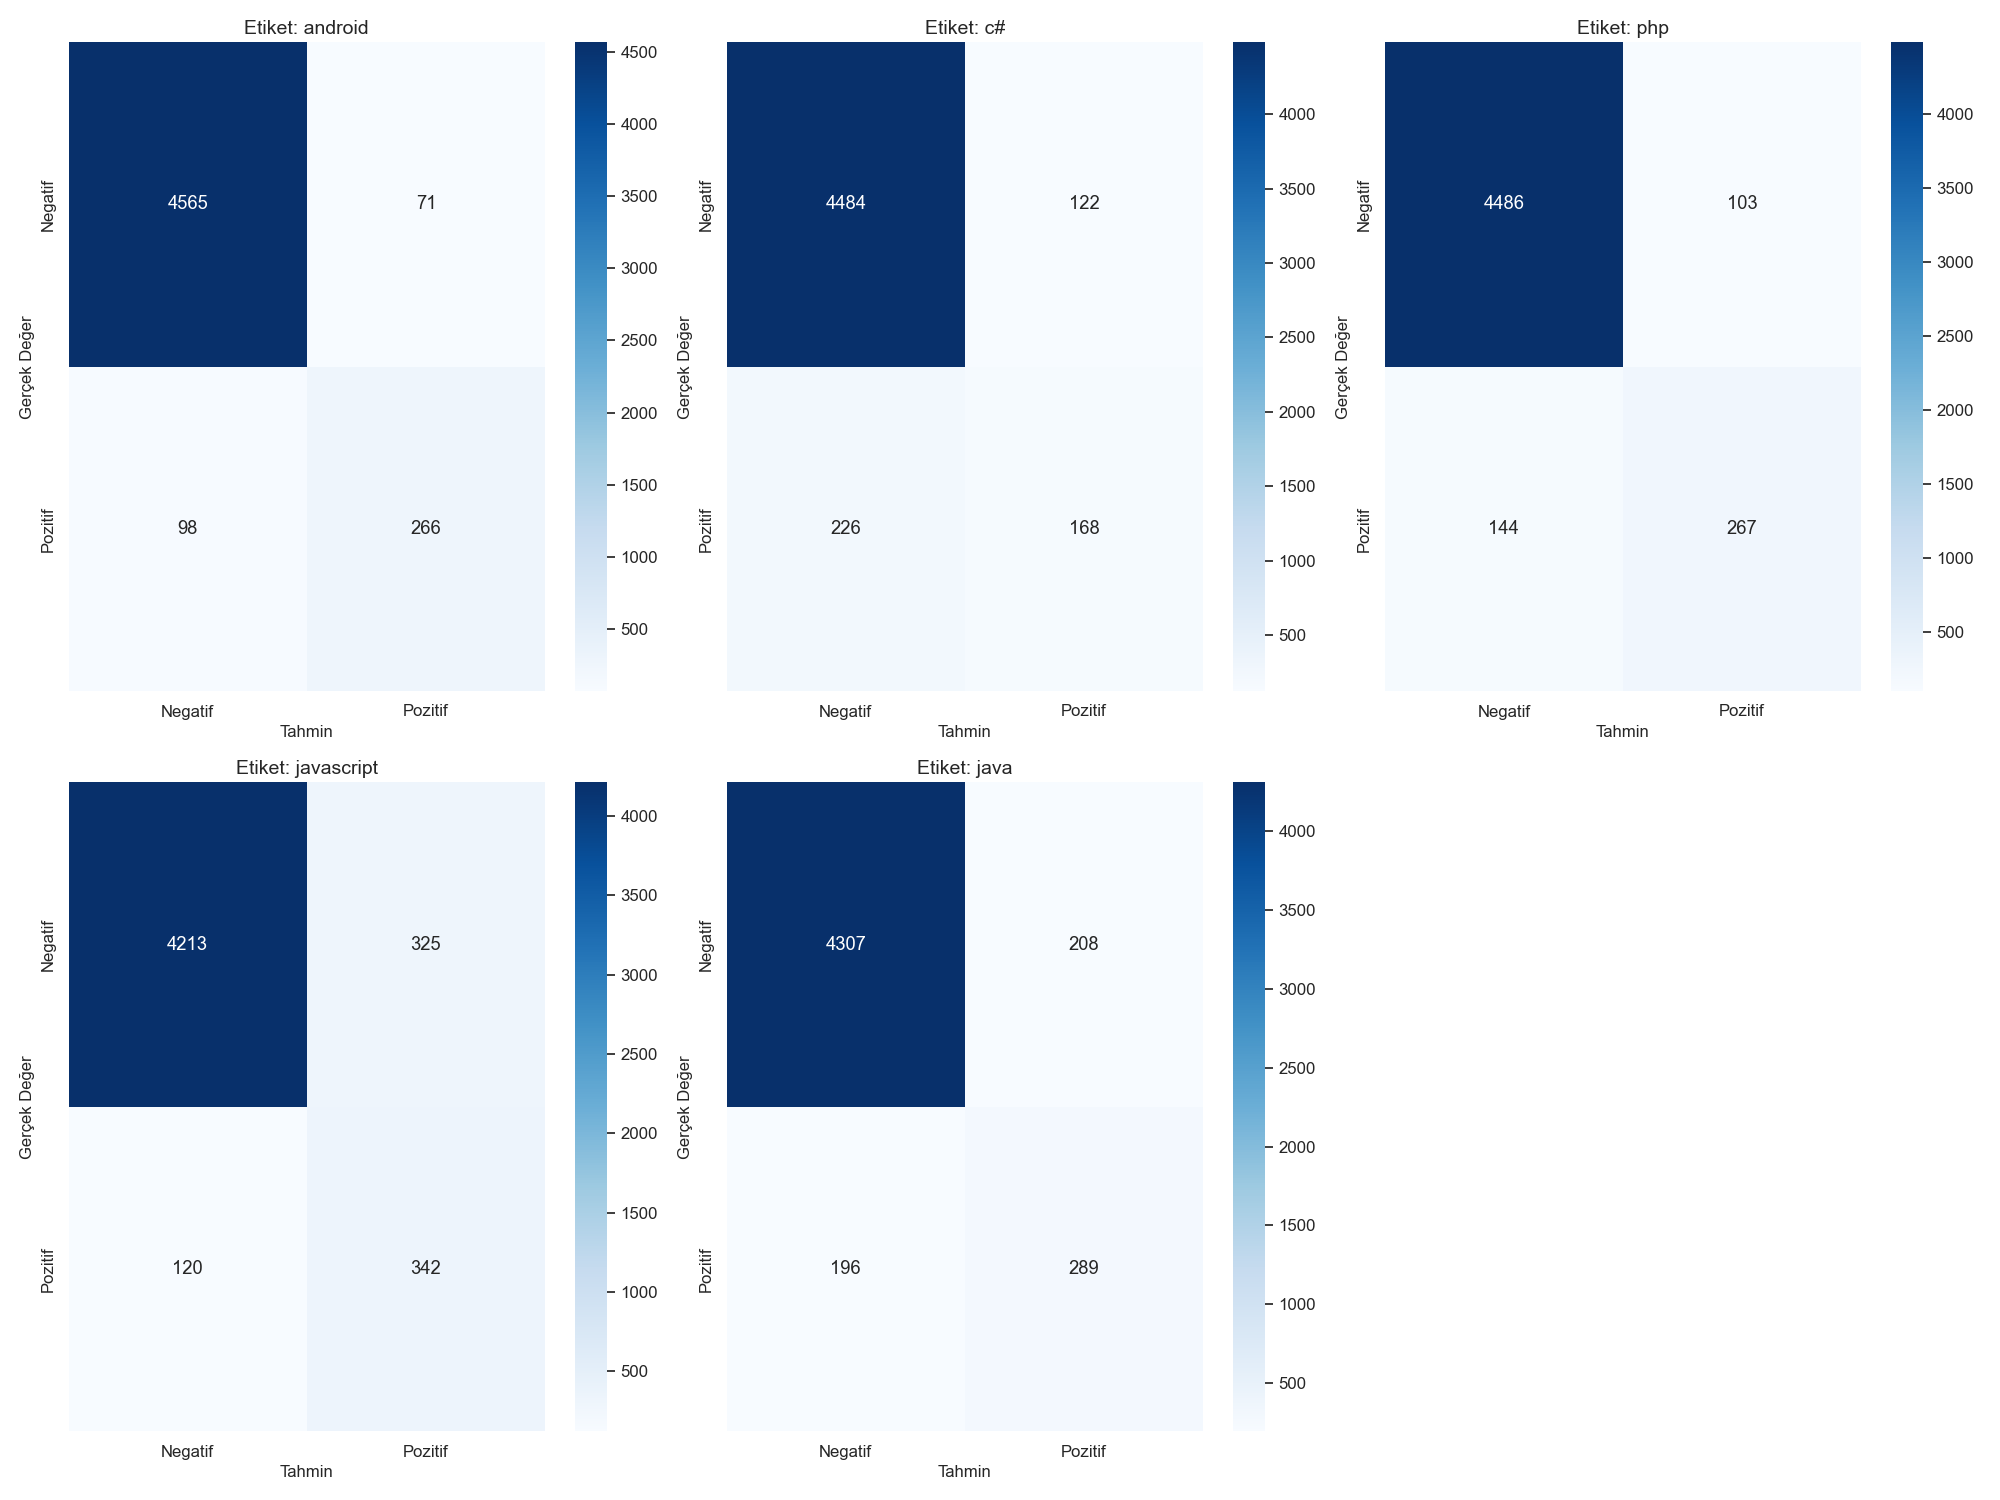 Etiket: android
4565 71
98 266
Negatif
Pozitif
Gerçek Değer
Negatif Pozitif
Tahmin
4500
4000
3500
3000
2500
2000
1500
1000
500
Etiket: c#
4484 122
226 168
Negatif
Pozitif
Gerçek Değer
Negatif Pozitif
Tahmin
4000
3500
3000
2500
2000
1500
1000
500
Etiket: php
4486 103
144 267
Negatif
Pozitif
Gerçek Değer
Negatif Pozitif
Tahmin
4000
3500
3000
2500
2000
1500
1000
500
Etiket: javascript
4213 325
120 342
Negatif
Pozitif
Gerçek Değer
Negatif Pozitif
Tahmin
4000
3500
3000
2500
2000
1500
1000
500
Etiket: java
4307 208
196 289
Negatif
Pozitif
Gerçek Değer
Negatif Pozitif
Tahmin
4000
3500
3000
2500
2000
1500
1000
500